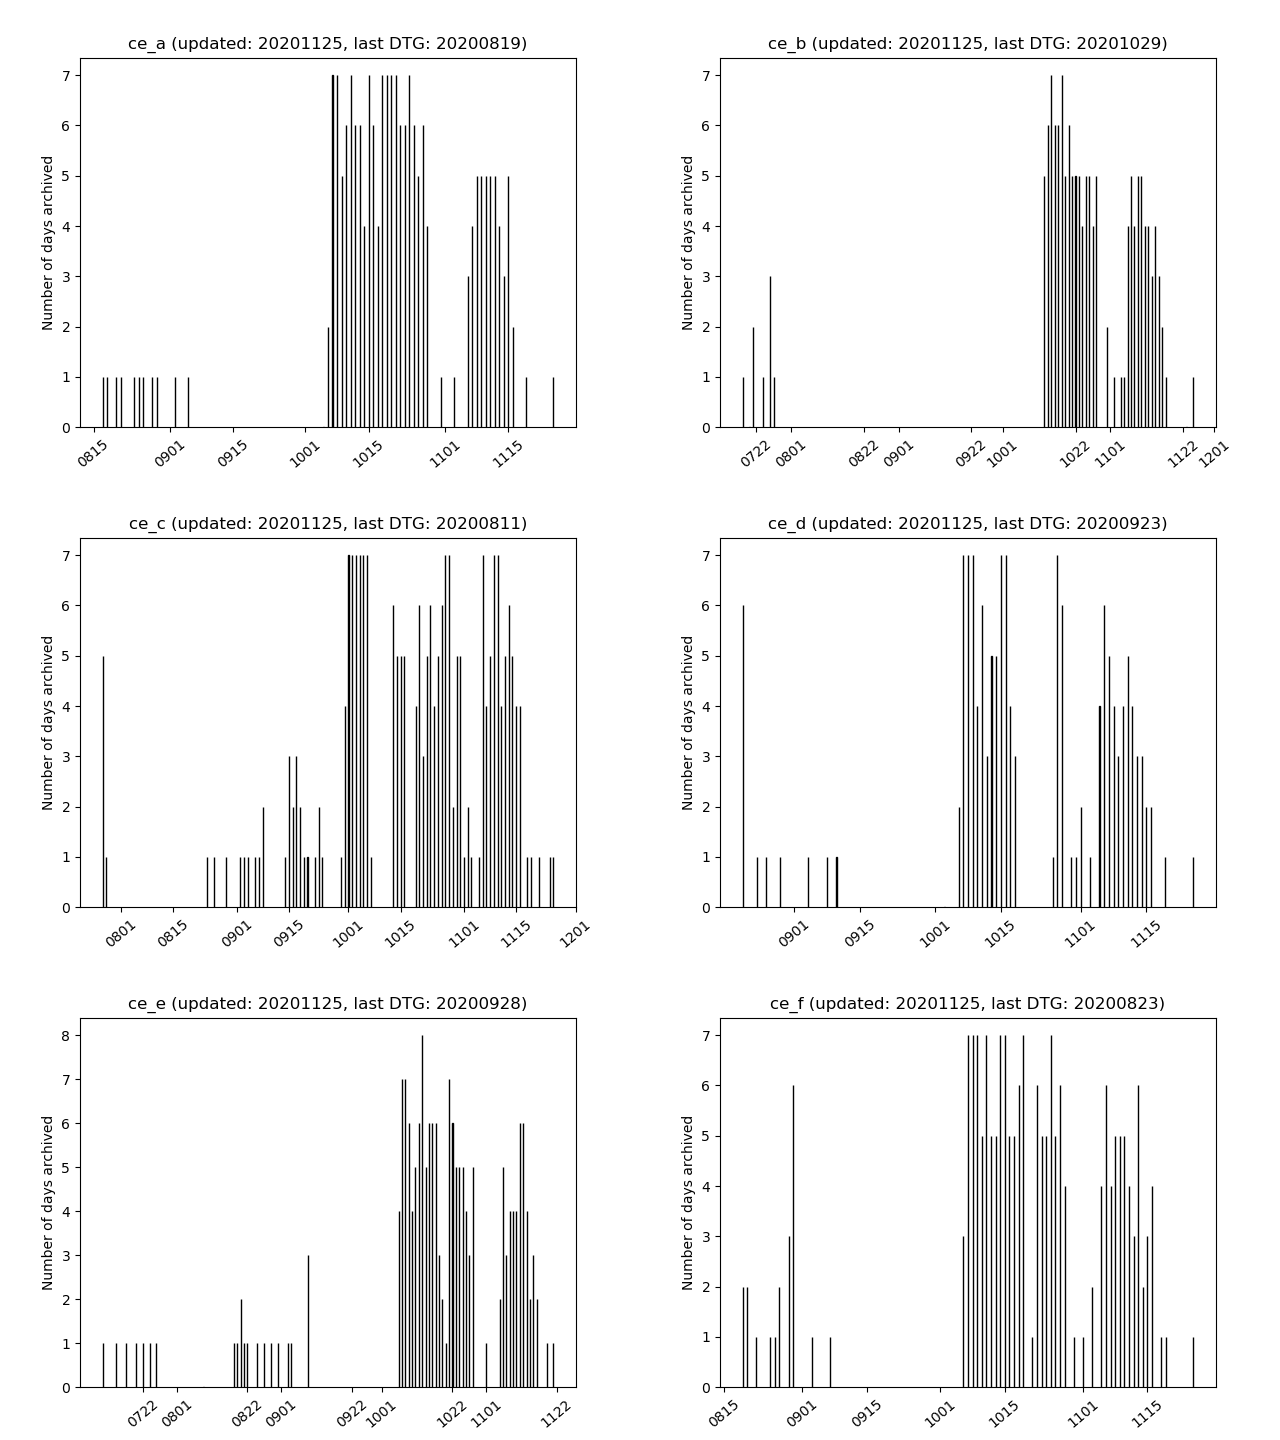 ce_a (updated: 20201125, last DTG: 20200819)
Number of days archived
7
6
5
4
3
2
1
0
0815 0901 0915 1001 1015 1101 1115
ce_b (updated: 20201125, last DTG: 20201029)
Number of days archived
7
6
5
4
3
2
1
0
0722 0801 0822 0901 0922 1001 1022 1101 1122 1201
ce_c (updated: 20201125, last DTG: 20200811)
Number of days archived
7
6
5
4
3
2
1
0
0801 0815 0901 0915 1001 1015 1101 1115 1201
ce_d (updated: 20201125, last DTG: 20200923)
Number of days archived
7
6
5
4
3
2
1
0
0901 0915 1001 1015 1101 1115
ce_e (updated: 20201125, last DTG: 20200928)
Number of days archived
8
7
6
5
4
3
2
1
0
0722 0801 0822 0901 0922 1001 1022 1101 1122
ce_f (updated: 20201125, last DTG: 20200823)
Number of days archived
7
6
5
4
3
2
1
0
0815 0901 0915 1001 1015 1101 1115